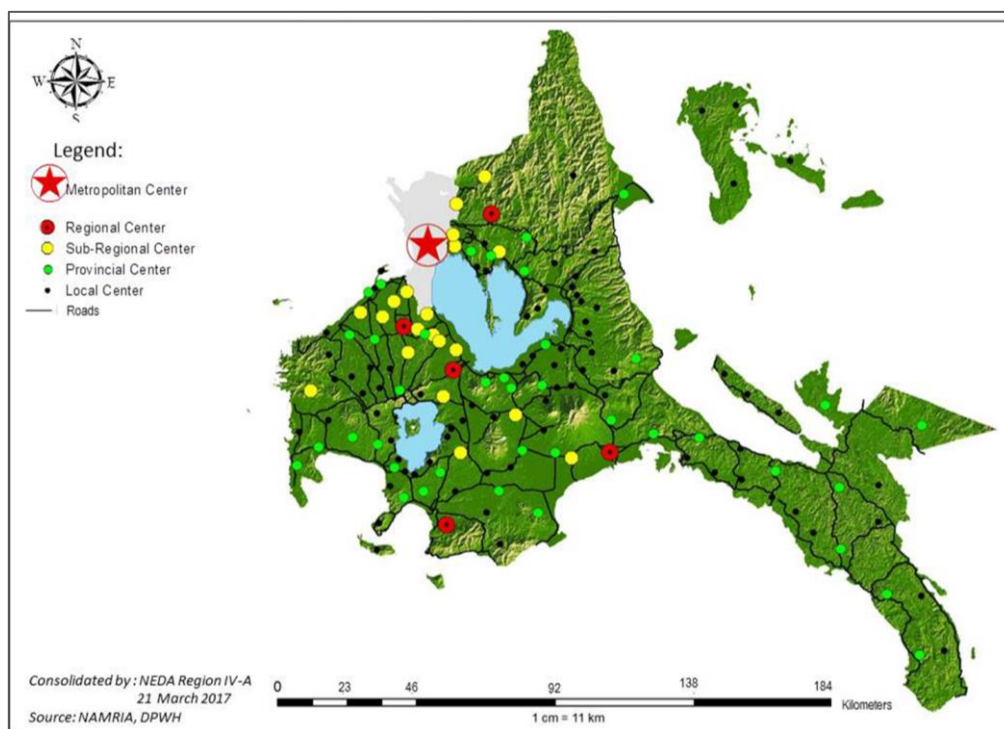 N
W E
S
Legend:
Metropolitan Center
Regional Center
Sub-Regional Center
Provincial Center
Local Center
Roads
Consolidated by : NEDA Region IV-A
21 March 2017
Source: NAMRIA, DPWH
0 23 46 92 138 184
Kilometers
1 cm = 11 km